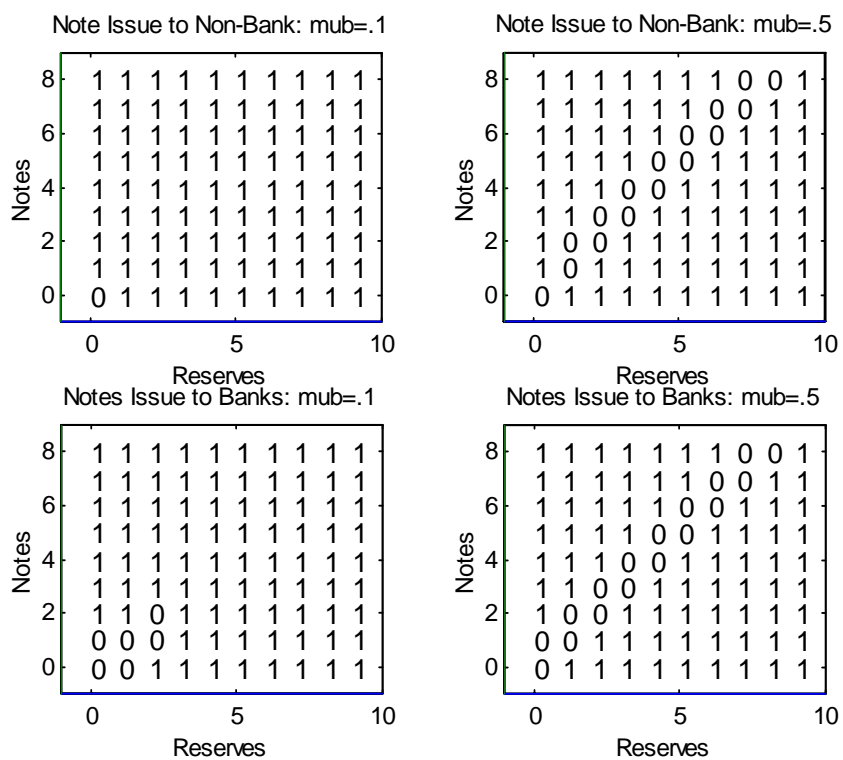 Note Issue to Non-Bank: mub=.1
Notes
8 1 1 1 1 1 1 1 1 1 1
1 1 1 1 1 1 1 1 1 1
6 1 1 1 1 1 1 1 1 1 1
1 1 1 1 1 1 1 1 1 1
4 1 1 1 1 1 1 1 1 1 1
1 1 1 1 1 1 1 1 1 1
2 1 1 1 1 1 1 1 1 1 1
1 1 1 1 1 1 1 1 1 1
0 0 1 1 1 1 1 1 1 1 1
0 5 10
Reserves
Note Issue to Non-Bank: mub=.5
Notes
8 1 1 1 1 1 1 1 0 0 1
1 1 1 1 1 1 0 0 1 1
6 1 1 1 1 1 0 0 1 1 1
1 1 1 1 0 0 1 1 1 1
4 1 1 1 0 0 1 1 1 1 1
1 1 0 0 1 1 1 1 1 1
2 1 0 0 1 1 1 1 1 1 1
1 0 1 1 1 1 1 1 1 1
0 0 1 1 1 1 1 1 1 1 1
0 5 10
Reserves
Notes Issue to Banks: mub=.1
Notes
8 1 1 1 1 1 1 1 1 1 1
1 1 1 1 1 1 1 1 1 1
6 1 1 1 1 1 1 1 1 1 1
1 1 1 1 1 1 1 1 1 1
4 1 1 1 1 1 1 1 1 1 1
1 1 1 1 1 1 1 1 1 1
2 1 1 0 1 1 1 1 1 1 1
0 0 0 1 1 1 1 1 1 1
0 0 0 1 1 1 1 1 1 1 1
0 5 10
Reserves
Notes Issue to Banks: mub=.5
Notes
8 1 1 1 1 1 1 1 0 0 1
1 1 1 1 1 1 0 0 1 1
6 1 1 1 1 1 0 0 1 1 1
1 1 1 1 0 0 1 1 1 1
4 1 1 1 0 0 1 1 1 1 1
1 1 0 0 1 1 1 1 1 1
2 1 0 0 1 1 1 1 1 1 1
0 0 1 1 1 1 1 1 1 1
0 0 1 1 1 1 1 1 1 1 1
0 5 10
Reserves